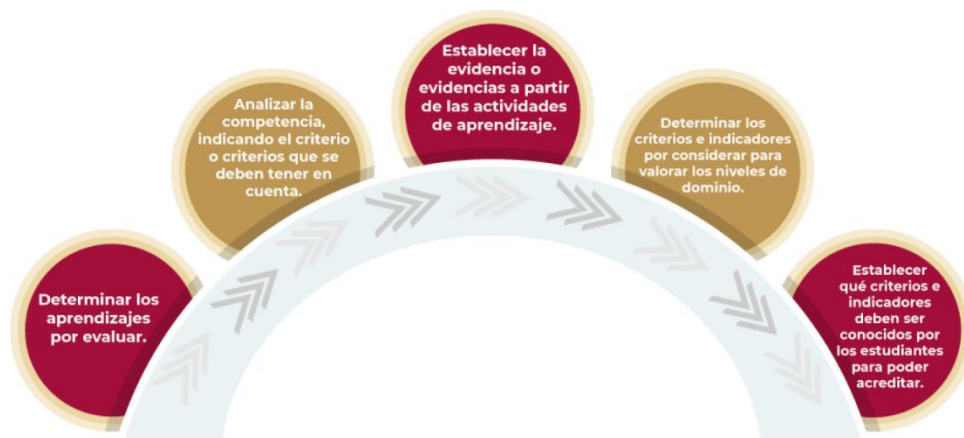 Determinar los
aprendizajes
por evaluar.
Analizar la
competencia,
indicando el criterio
o criterios que se
deben tener en
cuenta.
Establecer la
evidencia o
evidencias a partir
de las actividades
de aprendizaje.
Determinar los
criterios e indicadores
por considerar para
valorar los niveles de
dominio.
Establecer
qué criterios e
indicadores
deben ser
conocidos por
los estudiantes
para poder
acreditar.